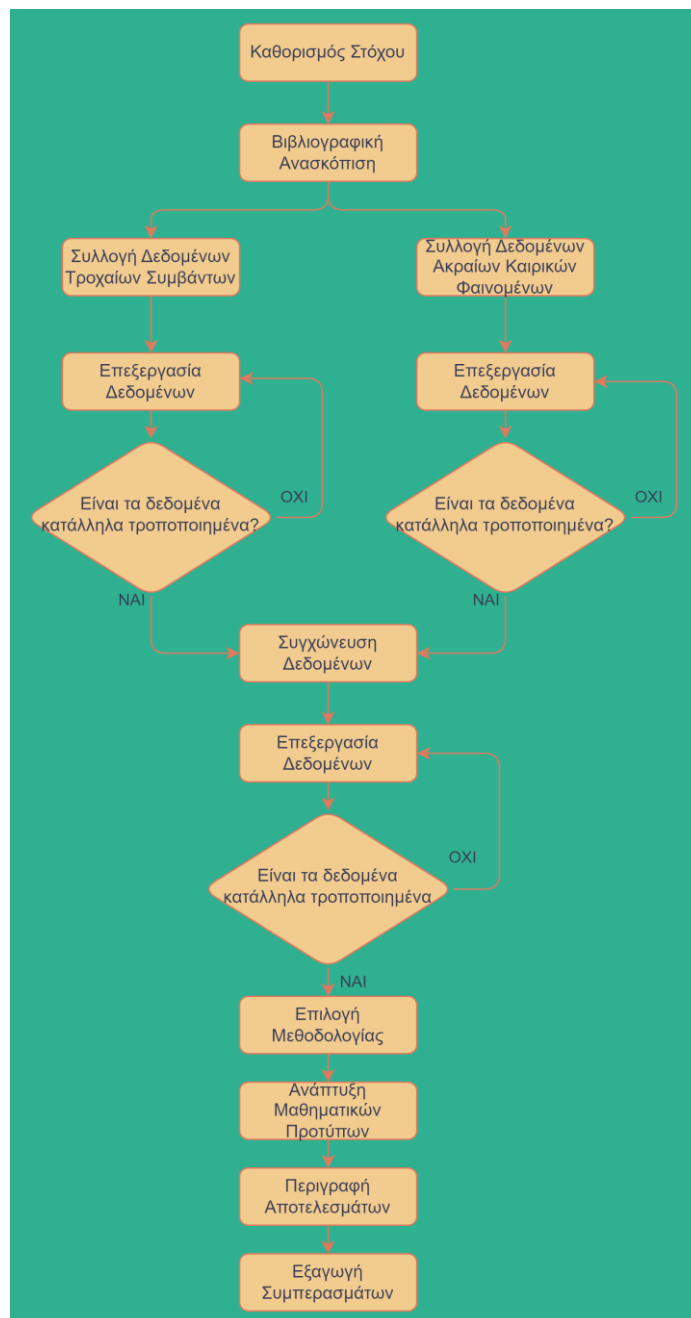 Καθορισμός Στόχου
Βιβλιογραφική
Ανασκόπιση
Συλλογή Δεδομένων
Τροχαίων Συμβάντων
Συλλογή Δεδομένων
Ακραίων Καιρικών
Φαινομένων
Επεξεργασία
Δεδομένων
Επεξεργασία
Δεδομένων
Είναι τα δεδομένα
κατάλληλα τροποποιημένα?
ΟΧΙ
Είναι τα δεδομένα
κατάλληλα τροποποιημένα?
ΟΧΙ
ΝΑΙ
ΝΑΙ
Συγχώνευση
Δεδομένων
Επεξεργασία
Δεδομένων
Είναι τα δεδομένα
κατάλληλα τροποποιημένα
ΟΧΙ
ΝΑΙ
Επιλογή
Μεθοδολογίας
Ανάπτυξη
Μαθηματικών
Προτύπων
Περιγραφή
Αποτελεσμάτων
Εξαγωγή
Συμπερασμάτων